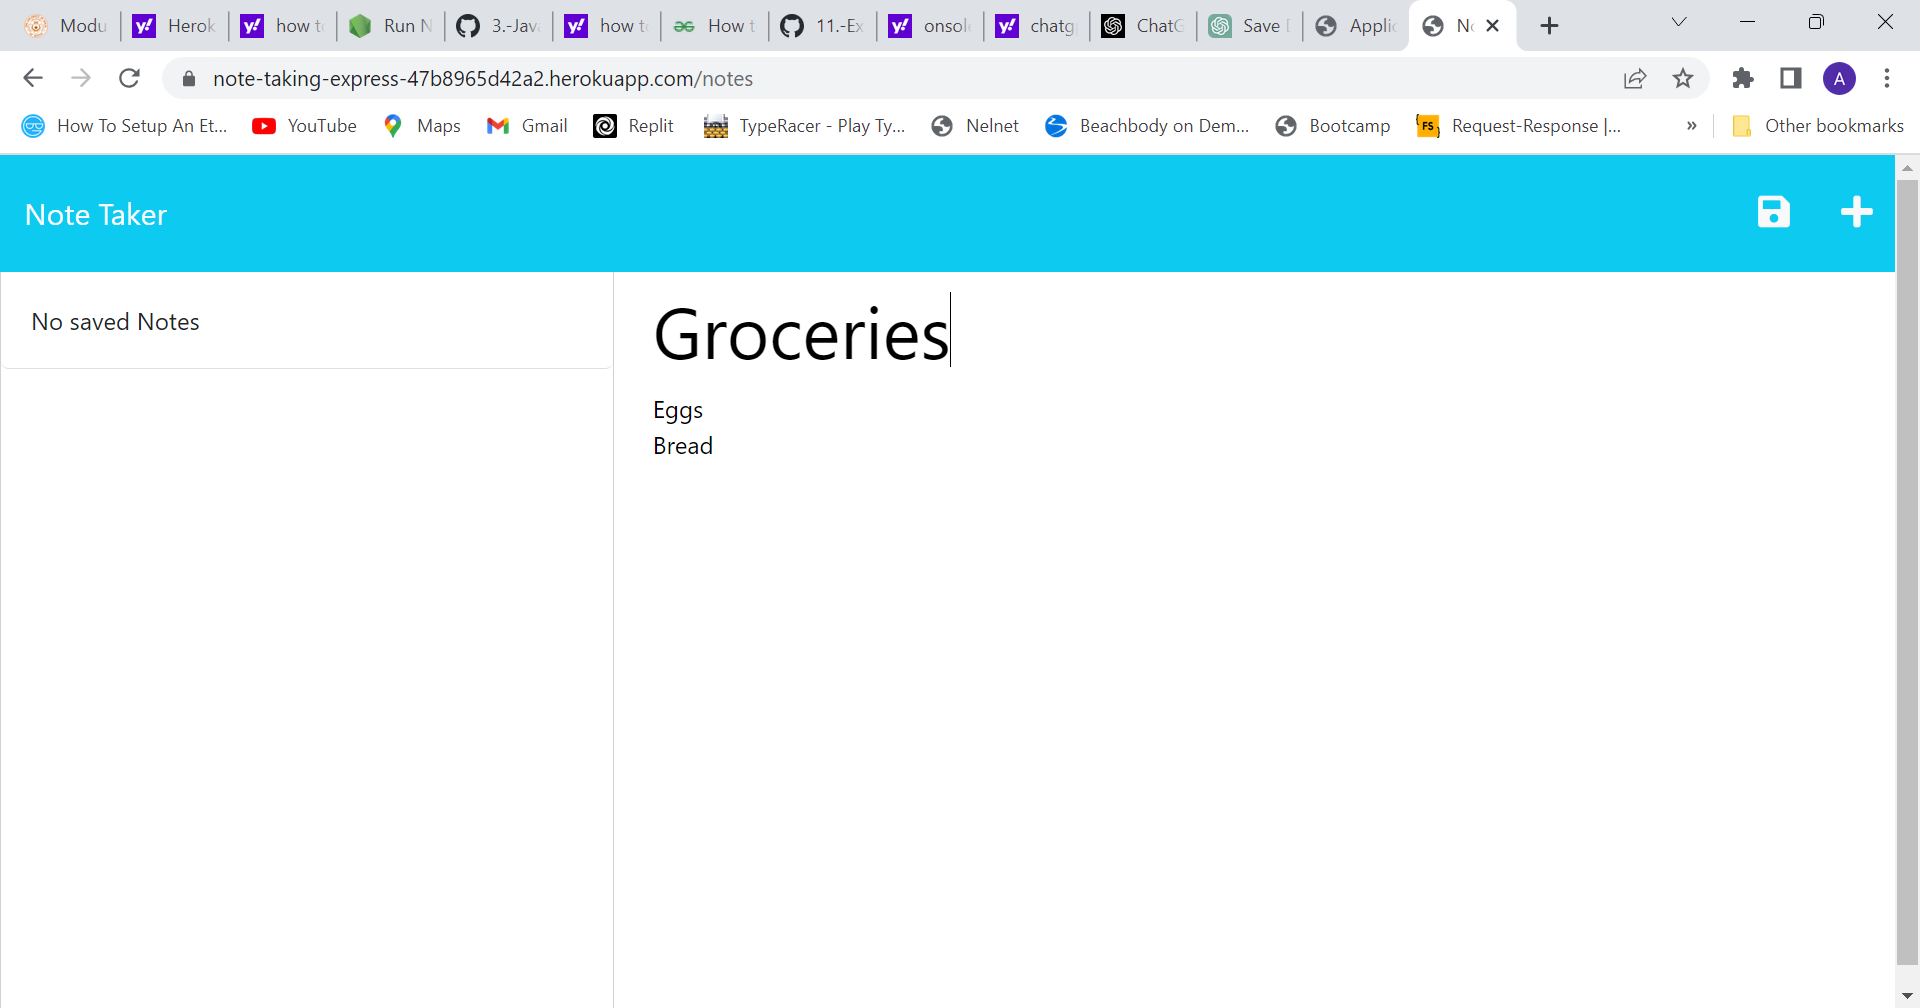 Modu
Herok
how t
Run N
3.-Jav
how t
How t
11.-Ex
onsol
chatg
ChatG
Save
Applic
No
note-taking-express-47b8965d42a2.herokuapp.com/notes
A
How To Setup An Et...
YouTube
Maps
Gmail
Replit
TypeRacer - Play Ty...
Nelnet
Beachbody on Dem...
Bootcamp
FS
Request-Response |...
»
Other bookmarks
Note Taker
No saved Notes
Groceries
Eggs
Bread